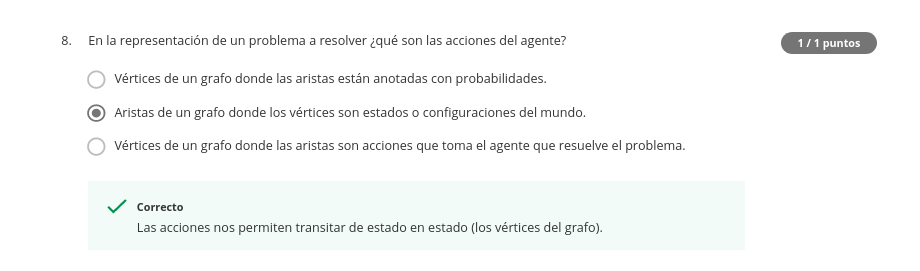 8. En la representación de un problema a resolver ¿qué son las acciones del agente?
1 / 1 puntos
Vértices de un grafo donde las aristas están anotadas con probabilidades.
Aristas de un grafo donde los vértices son estados o configuraciones del mundo.
Vértices de un grafo donde las aristas son acciones que toma el agente que resuelve el problema.
Correcto
Las acciones nos permiten transitar de estado en estado (los vértices del grafo).